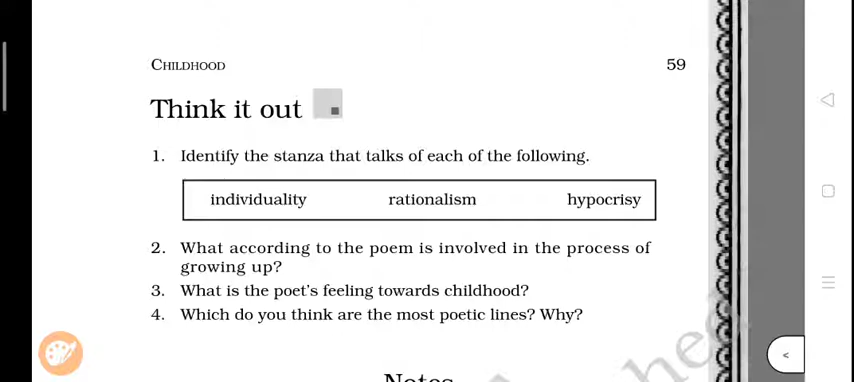 CHILDHOOD 59
Think it out
1. Identify the stanza that talks of each of the following.
individuality rationalism hypocrisy
2. What according to the poem is involved in the process of
growing up?
3. What is the poet's feeling towards childhood?
4. Which do you think are the most poetic lines? Why?
Notes